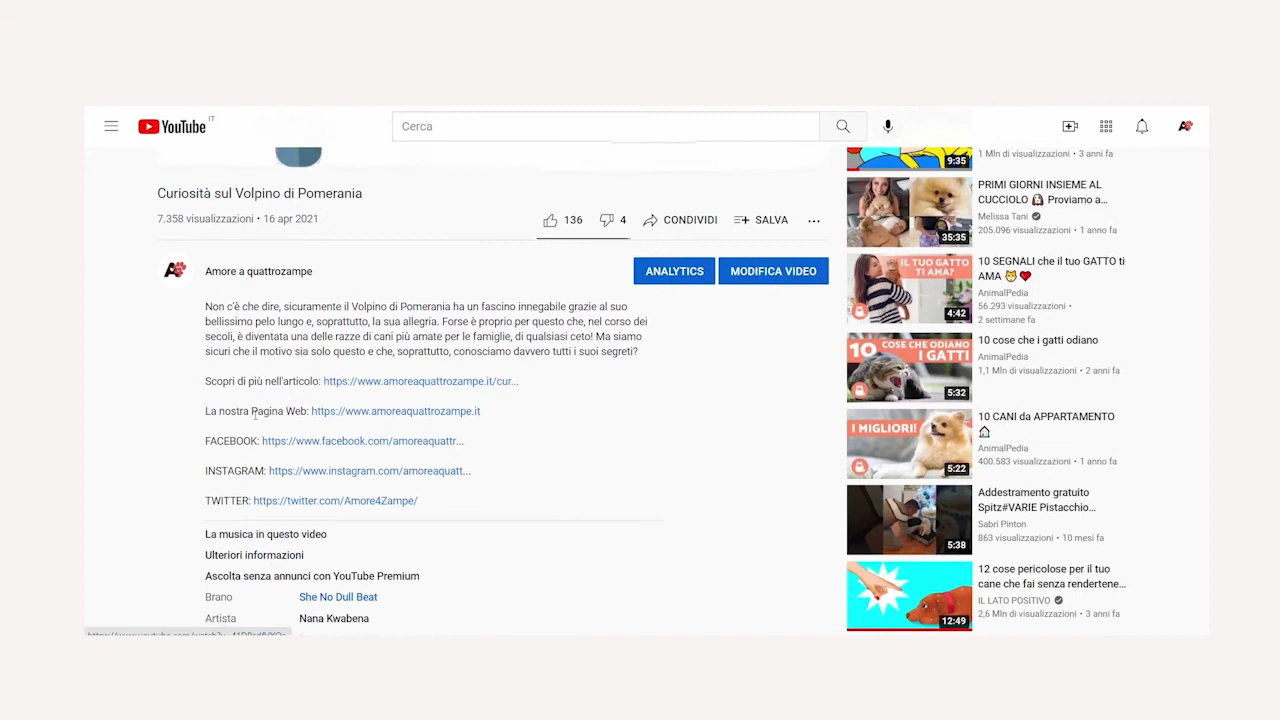 YouTube IT
Cerca
Curiosità sul Volpino di Pomerania
7.358 visualizzazioni • 16 apr 2021
136
4
CONDIVIDI
SALVA
Amore a quattrozampe
ANALYTICS
MODIFICA VIDEO
Non c'è che dire, sicuramente il Volpino di Pomerania ha un fascino innegabile grazie al suo
bellissimo pelo lungo e, soprattutto, la sua allegria. Forse è proprio per questo che, nel corso dei
secoli, è diventata una delle razze di cani più amate per le famiglie, di qualsiasi ceto! Ma siamo
sicuri che il motivo sia solo questo e che, soprattutto, conosciamo davvero tutti i suoi segreti?
Scopri di più nell'articolo: https://www.amoreaquattrozampe.it/cur...
La nostra Pagina Web: https://www.amoreaquattrozampe.it
FACEBOOK: https://www.facebook.com/amoreaquattr...
INSTAGRAM: https://www.instagram.com/amoreaquatt...
TWITTER: https://twitter.com/Amore4Zampe/
La musica in questo video
Ulteriori informazioni
Ascolta senza annunci con YouTube Premium
Brano
She No Dull Beat
Artista
Nana Kwabena
9:35
1 Mln di visualizzazioni • 3 anni fa
35:35
PRIMI GIORNI INSIEME AL
CUCCIOLO 🐶 Proviamo a...
Melissa Tani
205.096 visualizzazioni • 1 anno fa
IL TUO GATTO
TI AMA?
4:42
10 SEGNALI che il tuo GATTO ti
AMA 😺❤️
AnimalPedia
56.293 visualizzazioni •
2 settimane fa
10 COSE CHE ODIANO
I GATTI
5:32
10 cose che i gatti odiano
AnimalPedia
1,1 Mln di visualizzazioni • 2 anni fa
I MIGLIORI!
5:22
10 CANI da APPARTAMENTO
🏠
AnimalPedia
400.583 visualizzazioni • 1 anno fa
5:38
Addestramento gratuito
Spitz#VARIE Pistacchio...
Sabri Pinton
863 visualizzazioni • 10 mesi fa
12:49
12 cose pericolose per il tuo
cane che fai senza rendertene...
IL LATO POSITIVO
2,6 Mln di visualizzazioni • 3 anni fa